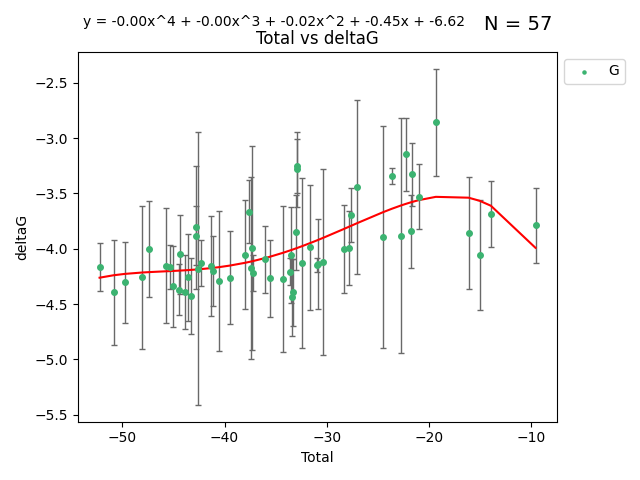 y = -0.00x^4 + -0.00x^3 + -0.02x^2 + -0.45x + -6.62 N = 57
Total vs deltaG
G
−2.5
−3.0
−3.5
−4.0
−4.5
−5.0
−5.5
deltaG
−50 −40 −30 −20 −10
Total